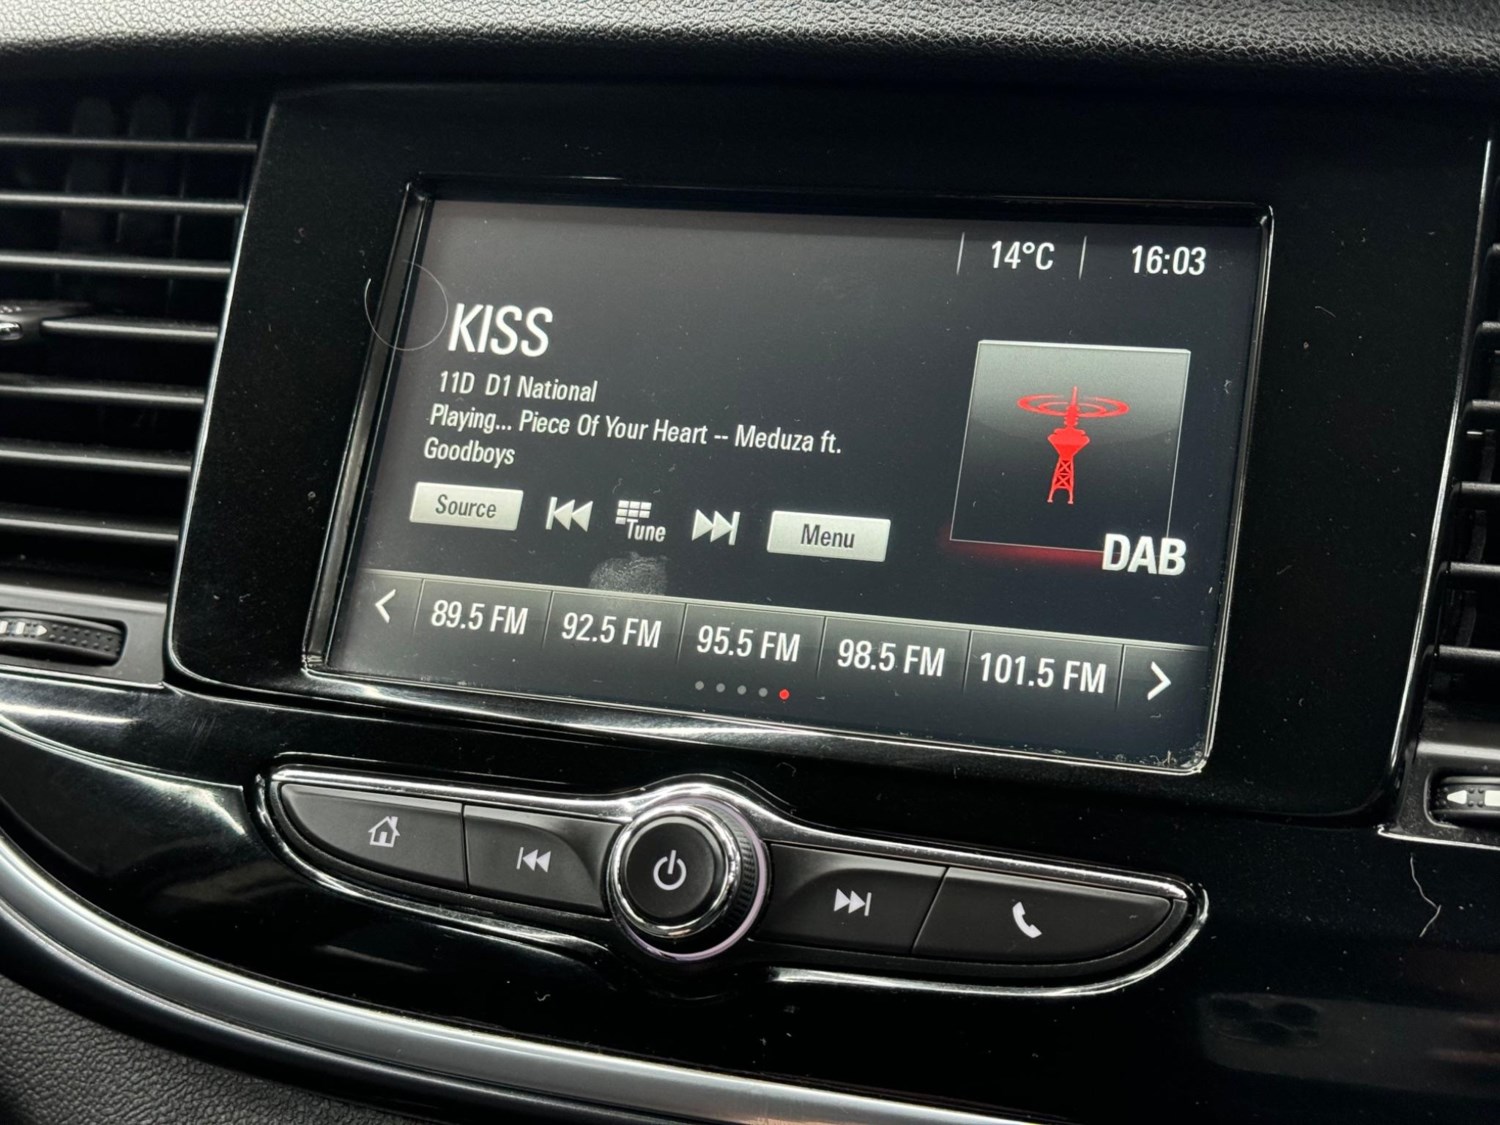 14°C 16:03
KISS
11D D1 National
Playing... Piece Of Your Heart -- Meduza ft.
Goodboys
Source Tune Menu
DAB
89.5 FM 92.5 FM 95.5 FM 98.5 FM 101.5 FM